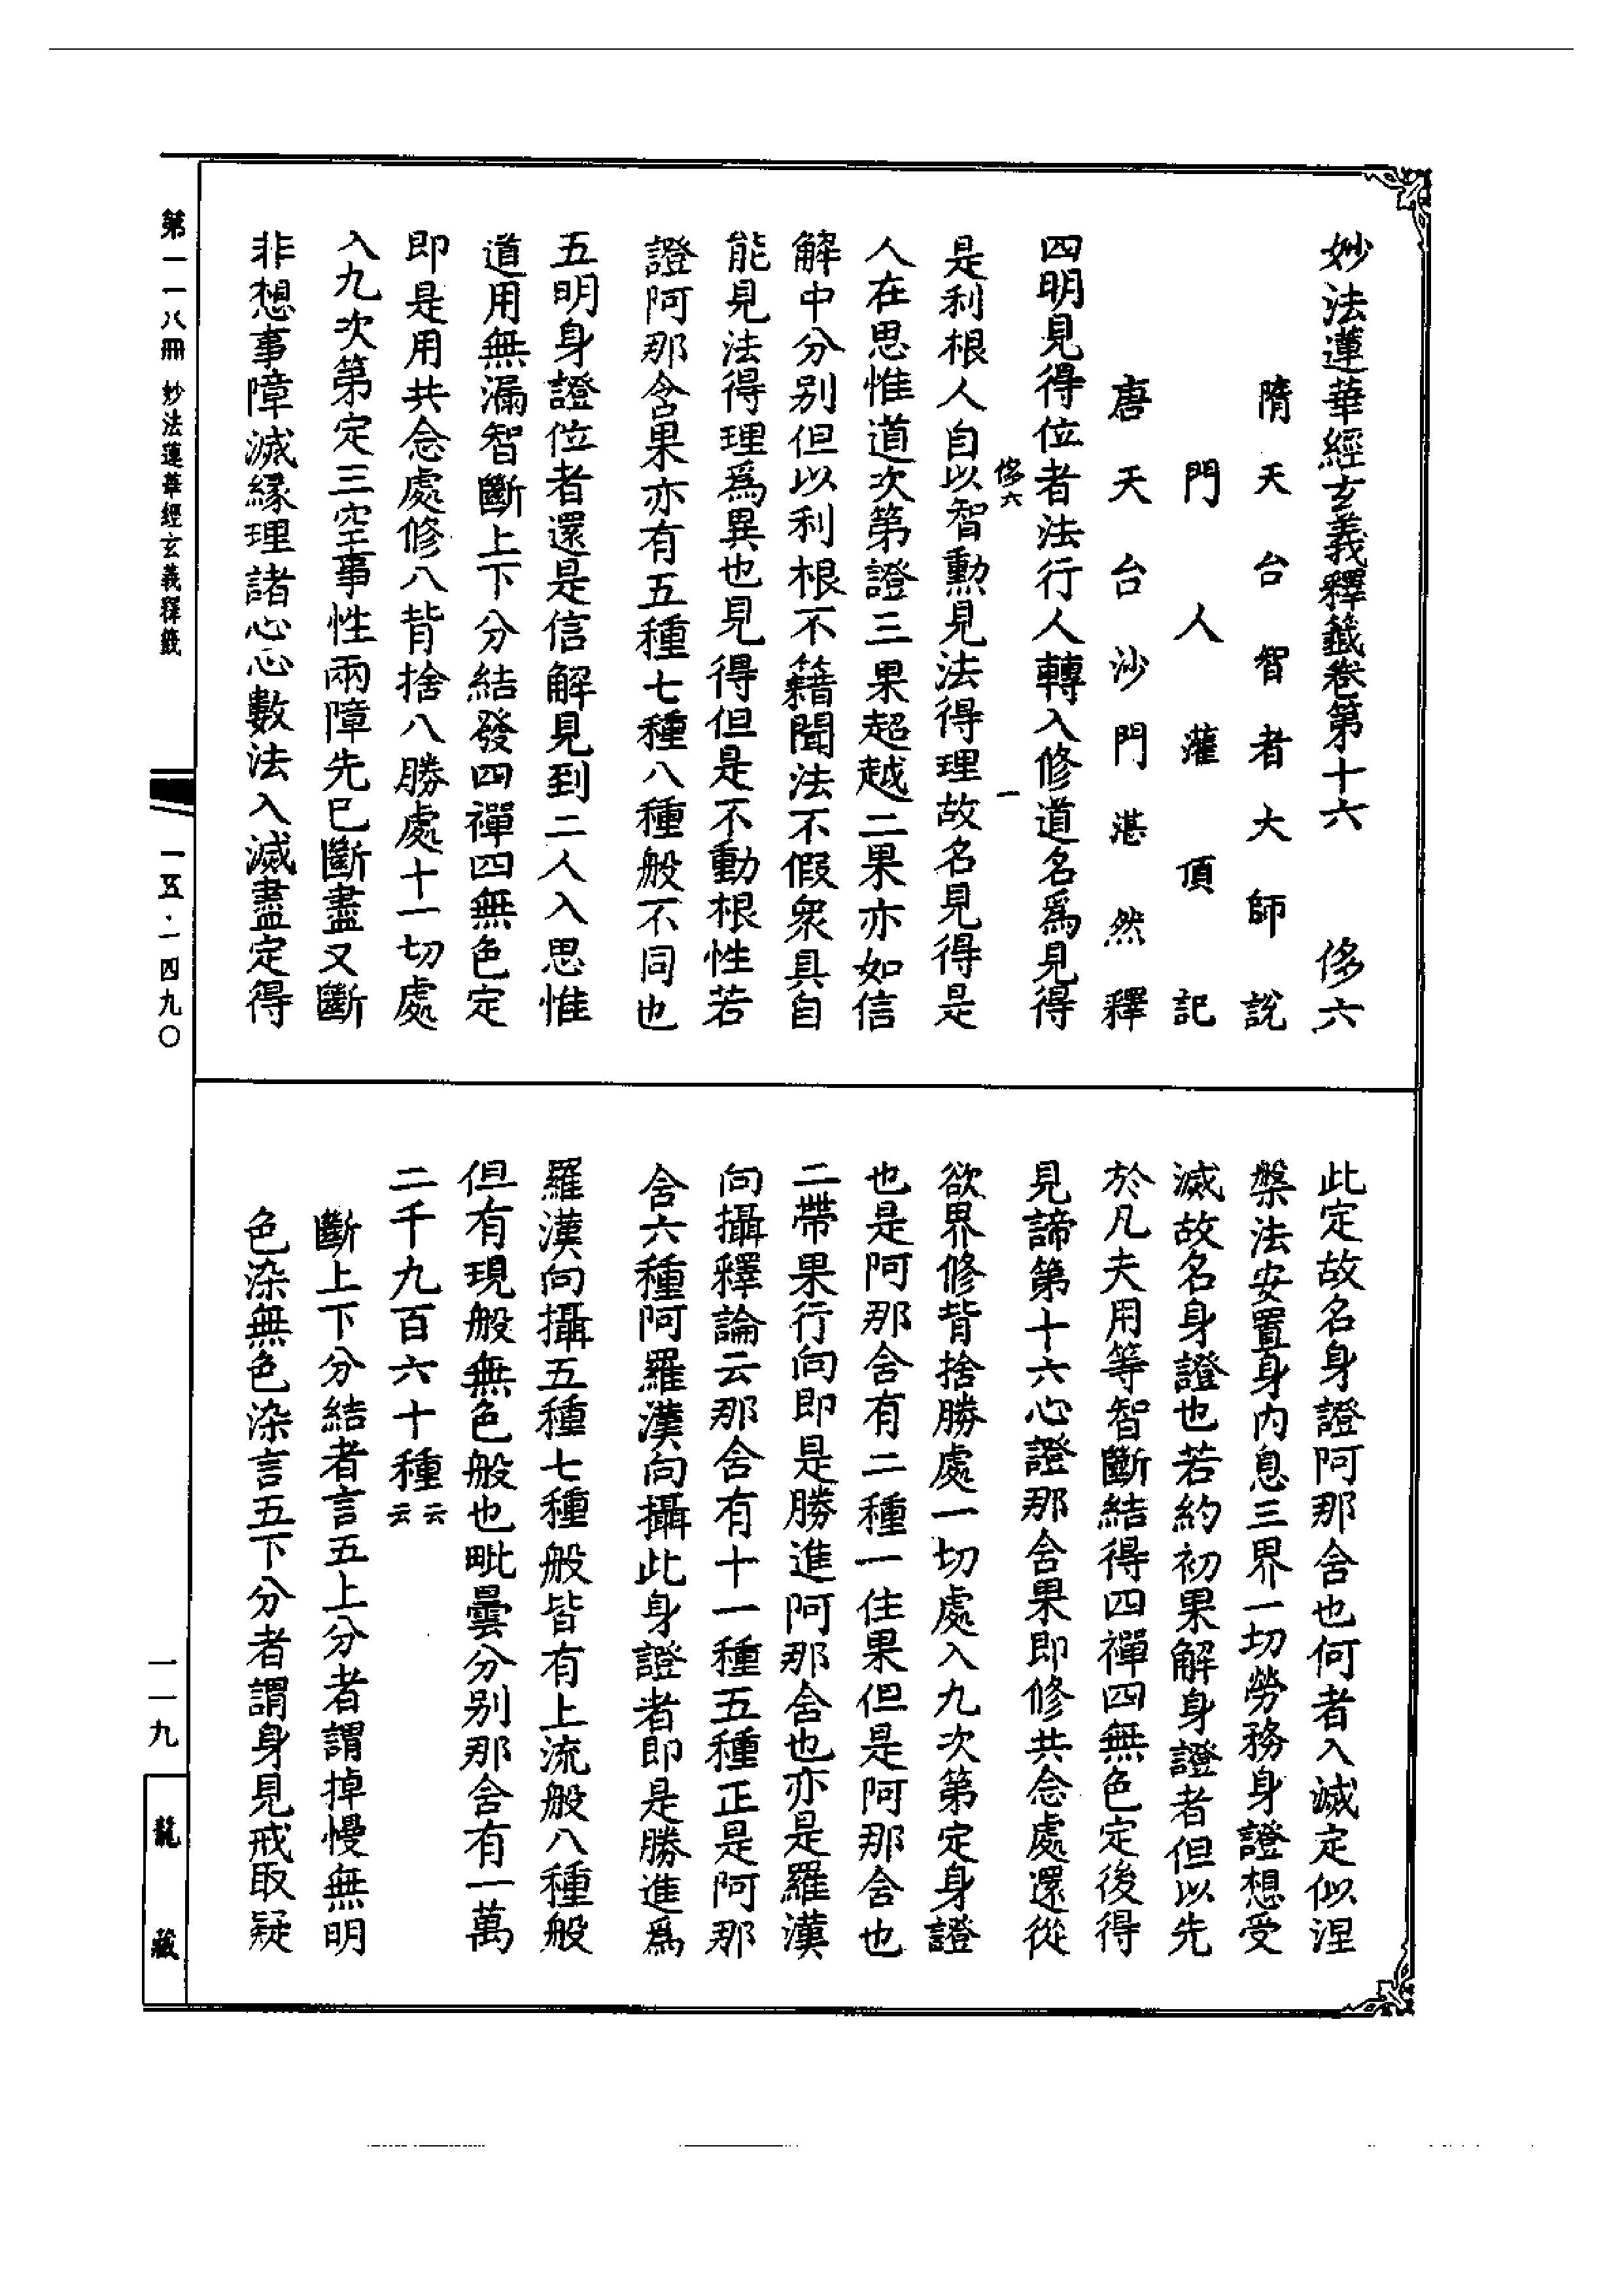 妙法蓮華經玄義釋籤卷第十六　侈六
隋天台智者大師說
門人灌頂記
唐天台沙門湛然釋
四明見得位者法行人轉入修道名爲見得
侈六　一
是利根人自以智勳見法得理故名見得是
人在思惟道次第證三果超越二果亦如信
解中分別但以利根不籍聞法不假衆具自
能見法得理爲異也見得但是不動根性若
證阿那含果亦有五種七種八種般不同也
五明身證位者還是信解見到二人入思惟
道用無漏智斷上下分結發四禪四無色定
即是用共念處修八背捨八勝處十一切處
入九次第定三空事性兩障先已斷盡又斷
非想事障滅緣理諸心心數法入滅盡定得
此定故名身證阿那含也何者入滅定似涅
槃法安置身內息三界一切勞務身證想受
滅故名身證也若約初果解身證者但以先
於凡夫用等智斷結得四禪四無色定後得
見諦第十六心證那含果即修共念處還從
欲界修背捨勝處一切處入九次第定身證
也是阿那含有二種一住果但是阿那含也
二帶果行向即是勝進阿那含也亦是羅漢
向攝釋論云那含有十一種五種正是阿那
含六種阿羅漢向攝此身證者即是勝進爲
羅漢向攝五種七種般皆有上流般八種般
但有現般無色般也毗曇分別那含有一萬
二千九百六十種云云
斷上下分結者言五上分者謂掉慢無明
色染無色染言五下分者謂身見戒取疑
第一一八冊　妙法蓮華經玄義釋籤
一五·一四九〇
一一九
龍藏